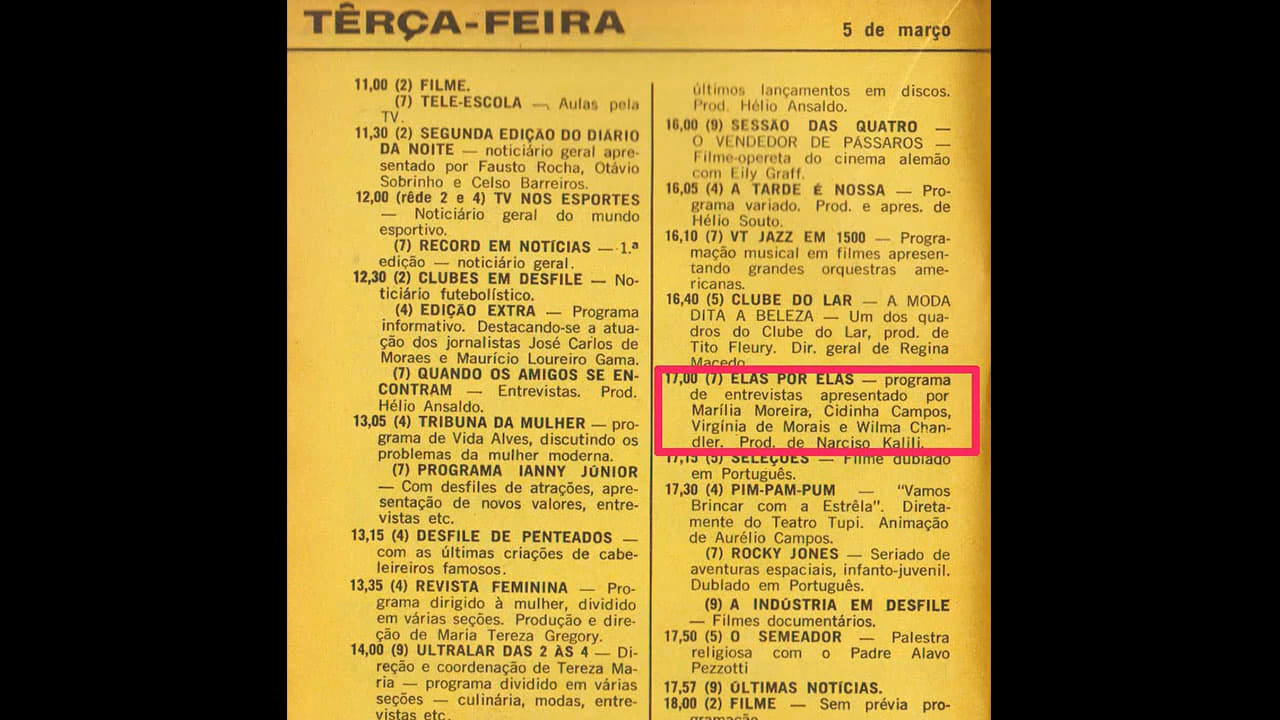 TÊRÇA-FEIRA
5 de março
11,00 (2) FILME.
(7) TELE-ESCOLA — Aulas pela
TV.
11,30 (2) SEGUNDA EDIÇÃO DO DIÁRIO
DA NOITE — noticiário geral apre-
sentado por Fausto Rocha, Otávio
Sobrinho e Celso Barreiros.
12,00 (rêde 2 e 4) TV NOS ESPORTES
— Noticiário geral do mundo
esportivo.
(7) RECORD EM NOTÍCIAS — 1.ª
edição — noticiário geral.
12,30 (2) CLUBES EM DESFILE — No-
ticiário futebolístico.
(4) EDIÇÃO EXTRA — Programa
informativo. Destacando-se a atua-
ção dos jornalistas José Carlos de
Moraes e Maurício Loureiro Gama.
(7) QUANDO OS AMIGOS SE EN-
CONTRAM — Entrevistas. Prod.
Hélio Ansaldo.
13,05 (4) TRIBUNA DA MULHER — pro-
grama de Vida Alves, discutindo os
problemas da mulher moderna.
(7) PROGRAMA IANNY JÚNIOR
— Com desfiles de atrações, apre-
sentação de novos valores, entre-
vistas etc.
13,15 (4) DESFILE DE PENTEADOS —
com as últimas criações de cabe-
leireiros famosos.
13,35 (4) REVISTA FEMININA — Pro-
grama dirigido à mulher, dividido
em várias seções. Produção e dire-
ção de Maria Tereza Gregory.
14,00 (9) ULTRALAR DAS 2 ÀS 4 — Di-
reção e coordenação de Tereza Ma-
ria — programa dividido em várias
seções — culinária, modas, entre-
vistas etc.
últimos lançamentos em discos.
Prod. Hélio Ansaldo.
16,00 (9) SESSÃO DAS QUATRO —
O VENDEDOR DE PÁSSAROS —
Filme-opereta do cinema alemão
com Eily Graff.
16,05 (4) A TARDE É NOSSA — Pro-
grama variado. Prod. e apres. de
Hélio Souto.
16,10 (7) VT JAZZ EM 1500 — Progra-
mação musical em filmes apresen-
tando grandes orquestras ame-
ricanas.
16,40 (5) CLUBE DO LAR — A MODA
DITA A BELEZA — Um dos qua-
dros do Clube do Lar, prod. de
Tito Fleury. Dir. geral de Regina
Macedo
17,00 (7) ELAS POR ELAS — programa
de entrevistas apresentado por
Marília Moreira, Cidinha Campos,
Virgínia de Morais e Wilma Chan-
dler. Prod. de Narciso Kalili.
17,15 (5) SELEÇÕES — Filme dublado
em Português.
17,30 (4) PIM-PAM-PUM — “Vamos
Brincar com a Estrêla”. Direta-
mente do Teatro Tupi. Animação
de Aurélio Campos.
(7) ROCKY JONES — Seriado de
aventuras espaciais, infanto-juvenil.
Dublado em Português.
(9) A INDÚSTRIA EM DESFILE
— Filmes documentários.
17,50 (5) O SEMEADOR — Palestra
religiosa com o Padre Alavo
Pezzotti
17,57 (9) ÚLTIMAS NOTÍCIAS.
18,00 (2) FILME — Sem prévia pro-
gramação.